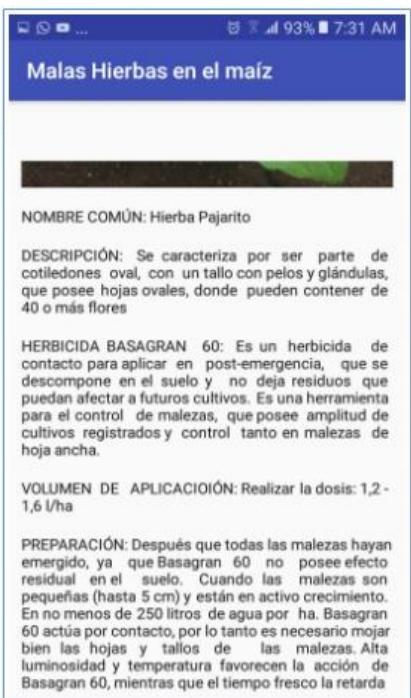 ... 93% 7:31 AM
Malas Hierbas en el maíz
NOMBRE COMÚN: Hierba Pajarito
DESCRIPCIÓN: Se caracteriza por ser parte de
cotiledones oval, con un tallo con pelos y glándulas,
que posee hojas ovales, donde pueden contener de
40 o más flores
HERBICIDA BASAGRAN 60: Es un herbicida de
contacto para aplicar en post-emergencia, que se
descompone en el suelo y no deja residuos que
puedan afectar a futuros cultivos. Es una herramienta
para el control de malezas, que posee amplitud de
cultivos registrados y control tanto en malezas de
hoja ancha.
VOLUMEN DE APLICACIOIÓN: Realizar la dosis: 1,2 -
1,6 l/ha
PREPARACIÓN: Después que todas las malezas hayan
emergido, ya que Basagran 60 no posee efecto
residual en el suelo. Cuando las malezas son
pequeñas (hasta 5 cm) y están en activo crecimiento.
En no menos de 250 litros de agua por ha. Basagran
60 actúa por contacto, por lo tanto es necesario mojar
bien las hojas y tallos de las malezas. Alta
luminosidad y temperatura favorecen la acción de
Basagran 60, mientras que el tiempo fresco la retarda